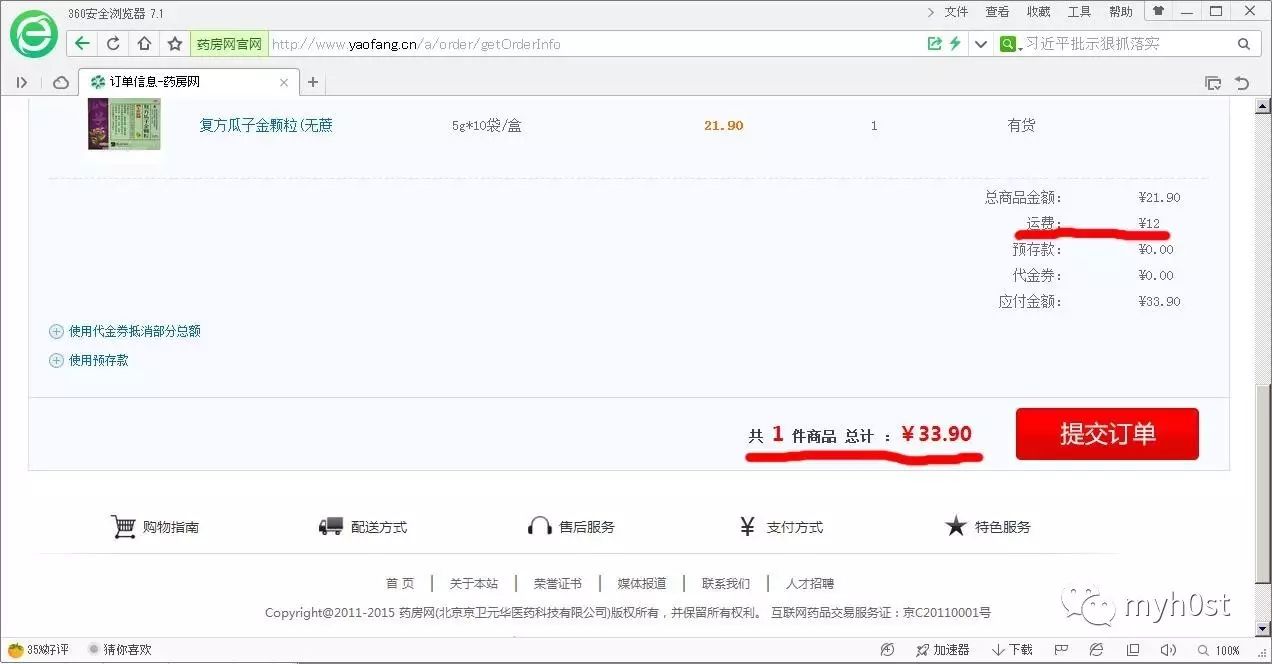 360安全浏览器 7.1
文件 查看 收藏 工具 帮助
药房网官网 http://www.yaofang.cn/a/order/getOrderInfo 习近平批示狠抓落实
订单信息-药房网
复方瓜子金颗粒(无蔗 5g*10袋/盒 21.90 1 有货
总商品金额: ¥21.90
运费: ¥12
预存款: ¥0.00
代金券: ¥0.00
应付金额: ¥33.90
使用代金券抵消部分总额
使用预存款
共 1 件商品 总计 : ¥33.90 提交订单
购物指南 配送方式 售后服务 支付方式 特色服务
首 页 | 关于本站 | 荣誉证书 | 媒体报道 | 联系我们 | 人才招聘
Copyright@2011-2015 药房网(北京京卫元华医药科技有限公司)版权所有，并保留所有权利。 互联网药品交易服务证：京C20110001号
myh0st
35%好评 猜你喜欢 加速器 下载 100%